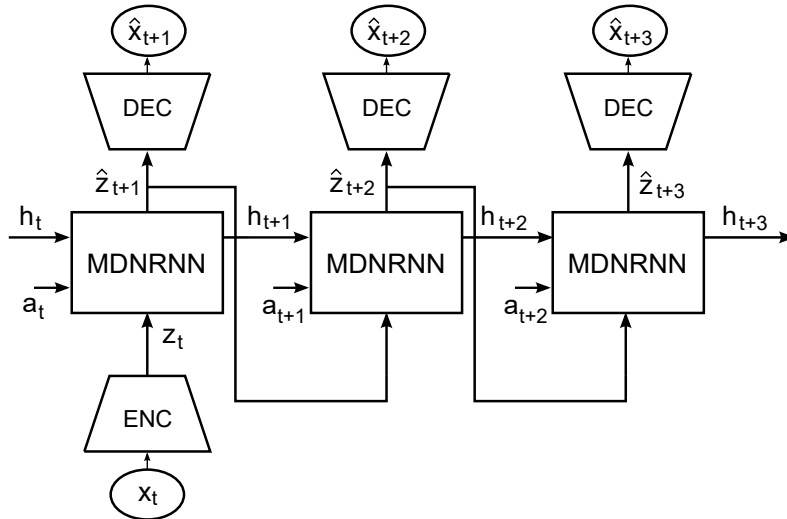 x̂t+1 x̂t+2 x̂t+3
DEC DEC DEC
ẑt+1 ẑt+2 ẑt+3
ht ht+1 ht+2 ht+3
MDNRNN MDNRNN MDNRNN
at at+1 at+2
zt
ENC
xt